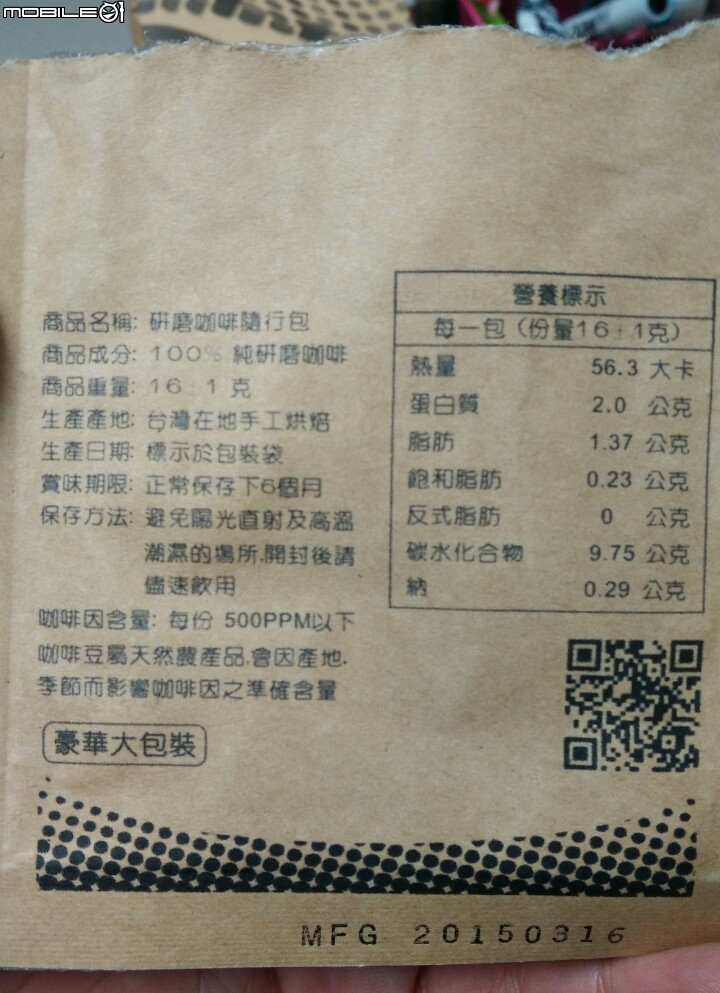 MOBILE01
商品名稱: 研磨咖啡隨行包
商品成分: 100% 純研磨咖啡
商品重量: 16±1 克
生產產地: 台灣在地手工烘焙
生產日期: 標示於包裝袋
賞味期限: 正常保存下6個月
保存方法: 避免陽光直射及高溫
潮濕的場所,開封後請
儘速飲用
咖啡因含量: 每份 500PPM以下
咖啡豆屬天然農產品,會因產地.
季節而影響咖啡因之準確含量
豪華大包裝
營養標示
每一包（份量16±1克）
熱量 56.3 大卡
蛋白質 2.0 公克
脂肪 1.37 公克
飽和脂肪 0.23 公克
反式脂肪 0 公克
碳水化合物 9.75 公克
鈉 0.29 公克
MFG 20150316